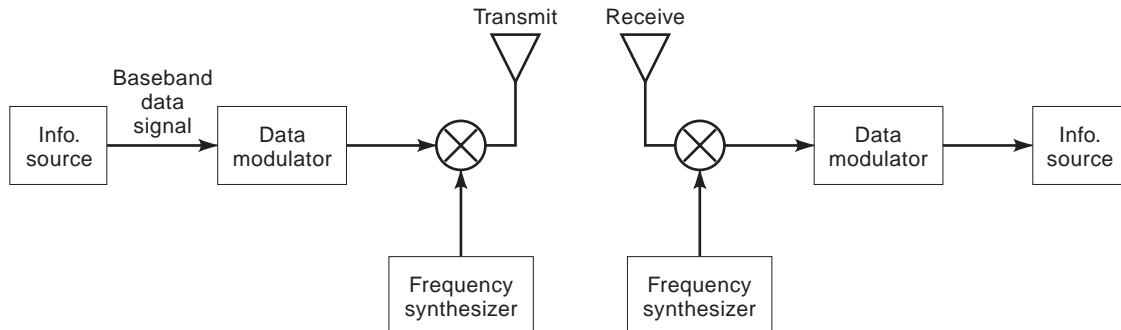 Transmit
Receive
Baseband
data
signal
Info.
source
Data
modulator
Data
modulator
Info.
source
Frequency
synthesizer
Frequency
synthesizer